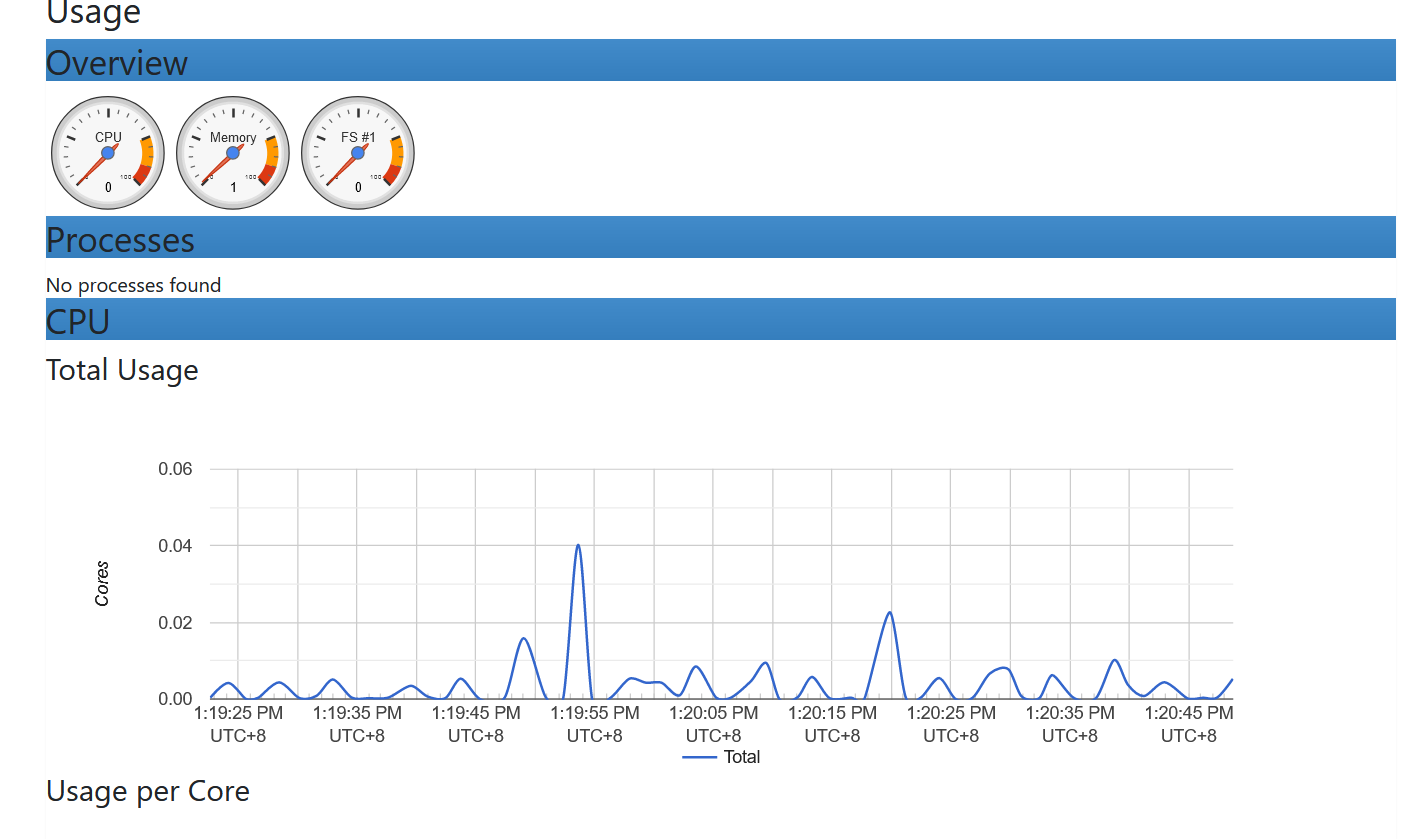 Usage
Overview
CPU
0
100
0
Memory
0
100
1
FS #1
0
100
0
Processes
No processes found
CPU
Total Usage
0.06
0.04
0.02
0.00
Cores
1:19:25 PM UTC+8
1:19:35 PM UTC+8
1:19:45 PM UTC+8
1:19:55 PM UTC+8
1:20:05 PM UTC+8
1:20:15 PM UTC+8
1:20:25 PM UTC+8
1:20:35 PM UTC+8
1:20:45 PM UTC+8
Total
Usage per Core